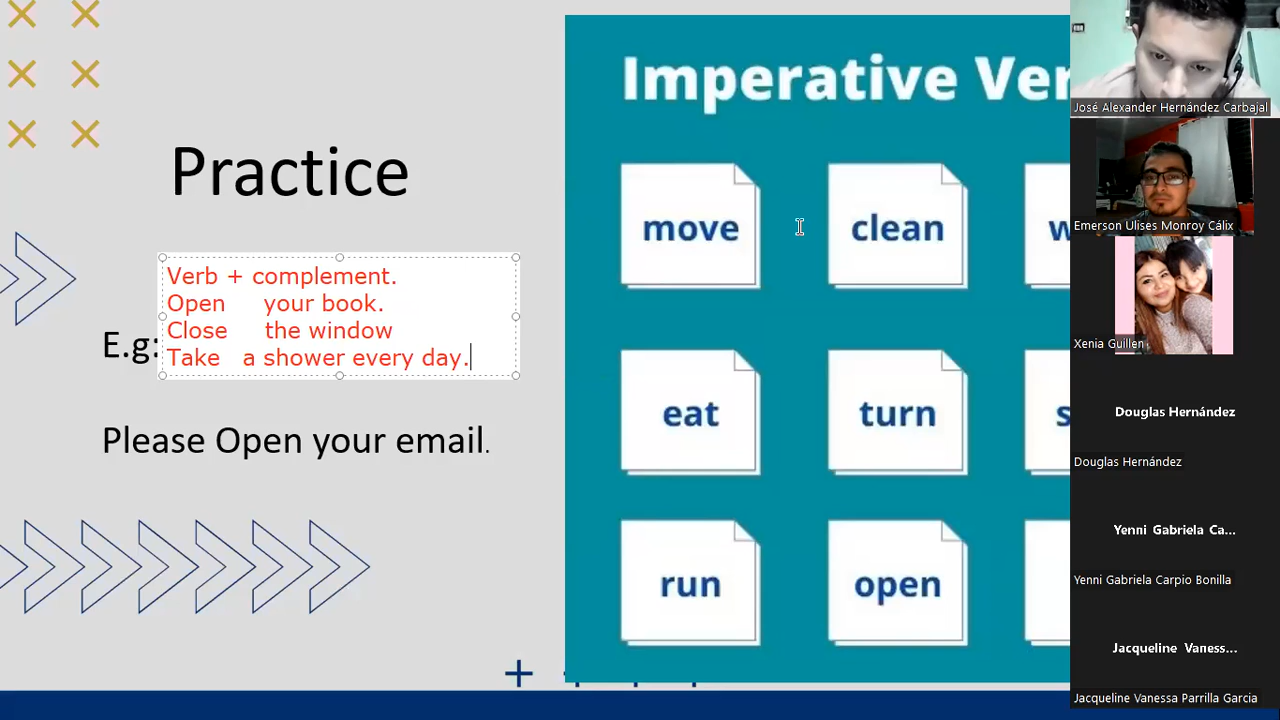 Practice
Verb + complement.
Open your book.
Close the window
Take a shower every day.
E.g:
Please Open your email.
Imperative Ver
move
clean
w
eat
turn
s
run
open
José Alexander Hernández Carbajal
Emerson Ulises Monroy Cálix
Xenia Guillen
Douglas Hernández
Douglas Hernández
Yenni Gabriela Ca...
Yenni Gabriela Carpio Bonilla
Jacqueline Vaness...
Jacqueline Vanessa Parrilla Garcia